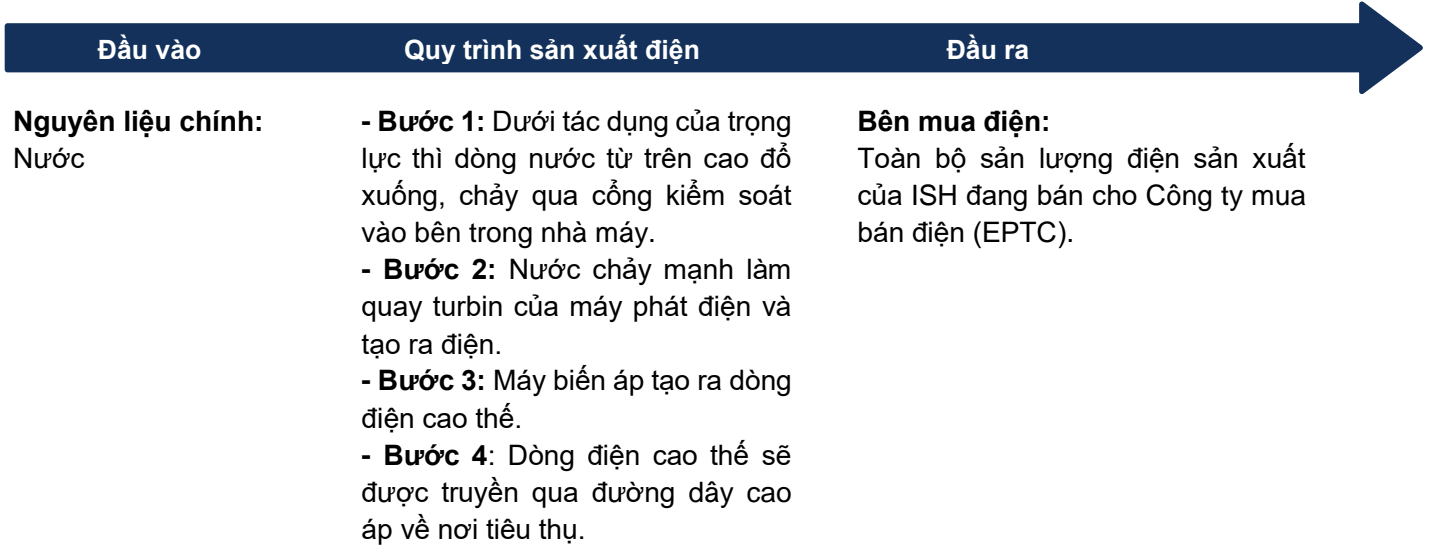 Đầu vào
Quy trình sản xuất điện
Đầu ra
Nguyên liệu chính:
Nước
- Bước 1: Dưới tác dụng của trọng
lực thì dòng nước từ trên cao đổ
xuống, chảy qua cổng kiểm soát
vào bên trong nhà máy.
- Bước 2: Nước chảy mạnh làm
quay turbin của máy phát điện và
tạo ra điện.
- Bước 3: Máy biến áp tạo ra dòng
điện cao thế.
- Bước 4: Dòng điện cao thế sẽ
được truyền qua đường dây cao
áp về nơi tiêu thụ.
Bên mua điện:
Toàn bộ sản lượng điện sản xuất
của ISH đang bán cho Công ty mua
bán điện (EPTC).